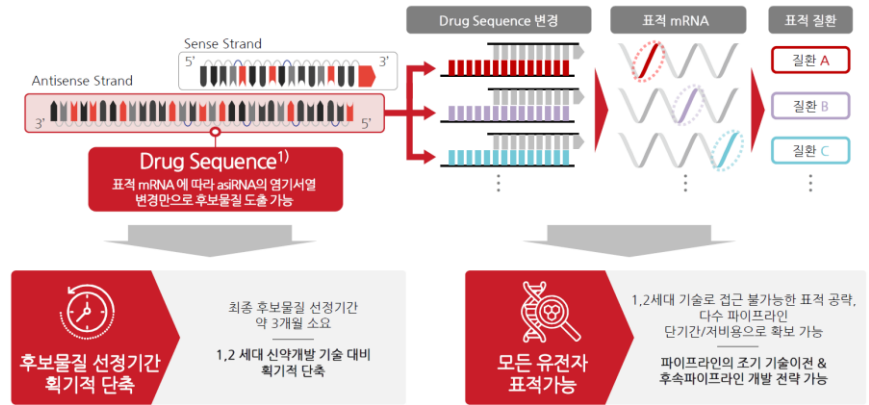 Drug Sequence 변경
표적 mRNA
표적 질환
Sense Strand
5'
3'
Antisense Strand
3'
5'
질환 A
질환 B
질환 C
Drug Sequence1)
표적 mRNA에 따라 asiRNA의 염기서열
변경만으로 후보물질 도출 가능
후보물질 선정기간
획기적 단축
최종 후보물질 선정기간
약 3개월 소요
1,2 세대 신약개발 기술 대비
획기적 단축
모든 유전자
표적가능
1,2세대 기술로 접근 불가능한 표적 공략,
다수 파이프라인
단기간/저비용으로 확보 가능
파이프라인의 조기 기술이전 &
후속파이프라인 개발 전략 가능